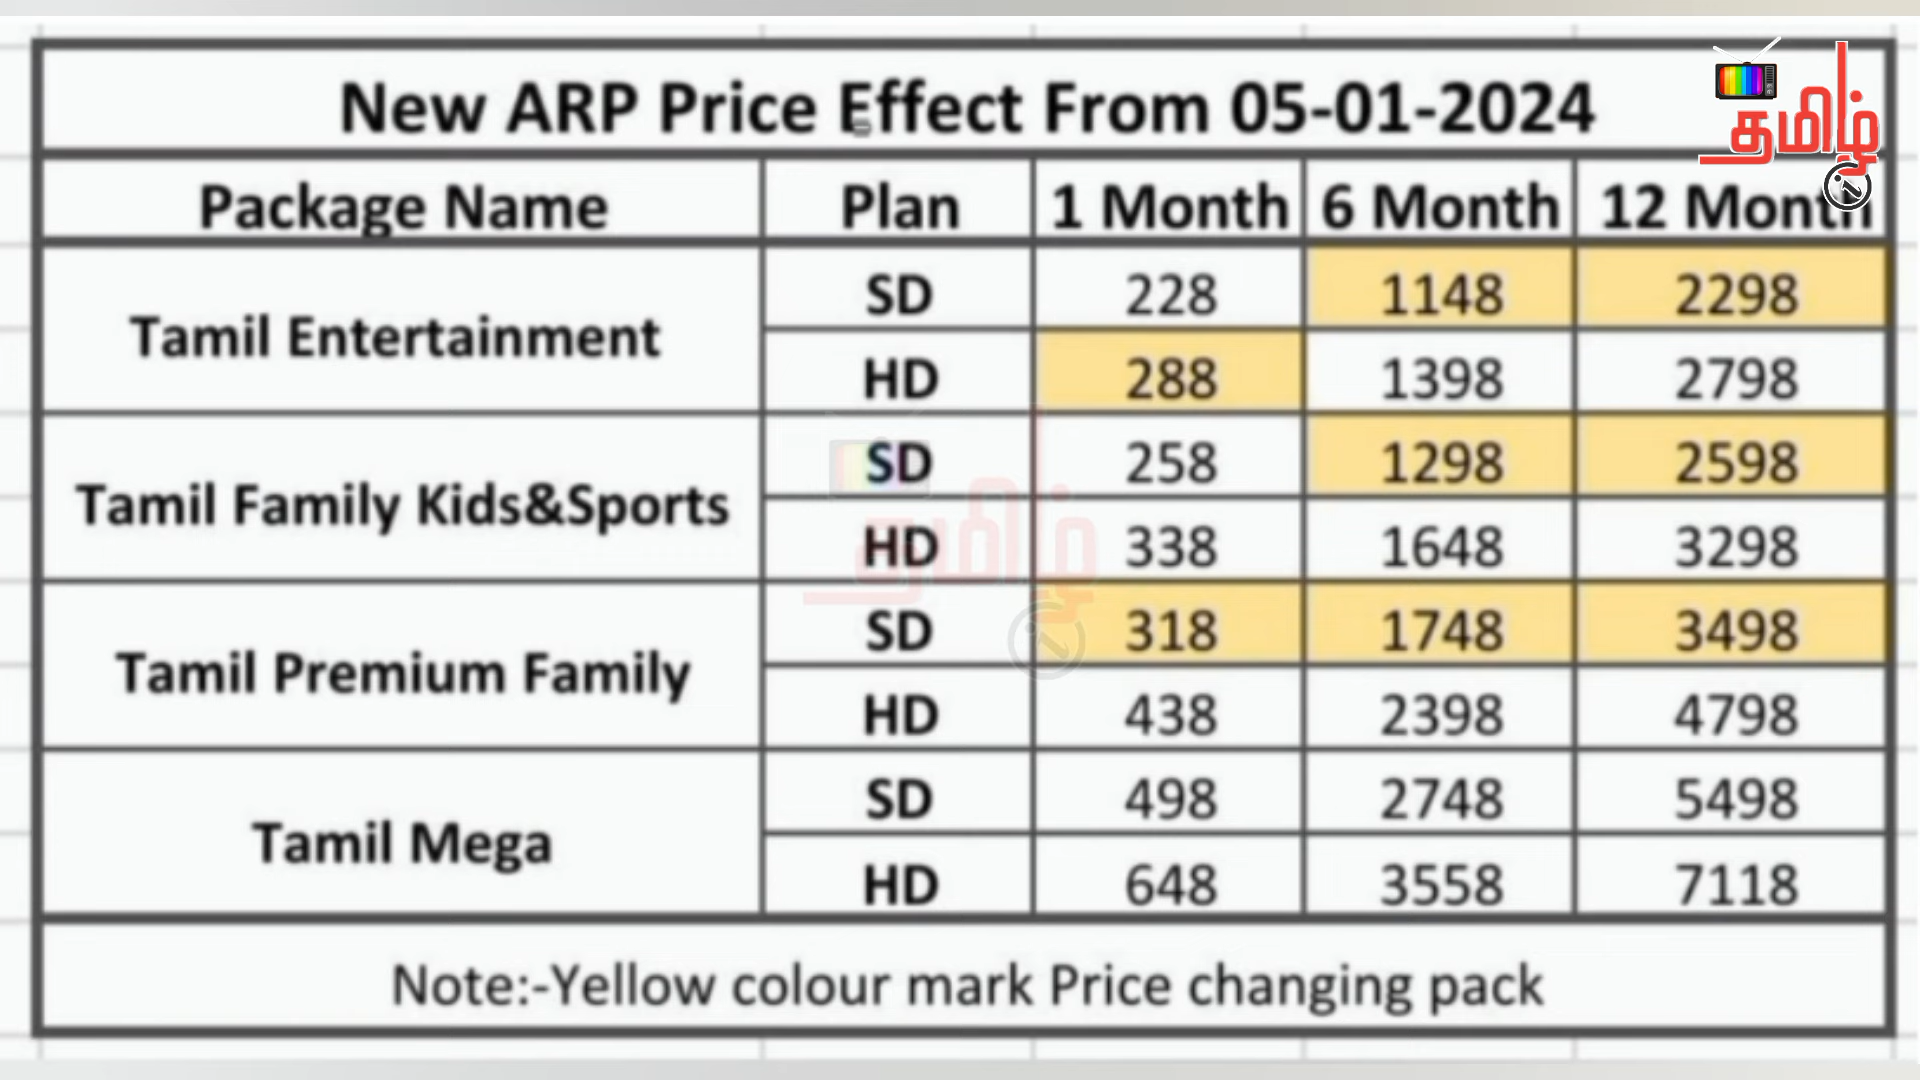 New ARP Price Effect From 05-01-2024
தமிழ்
i
Package Name Plan 1 Month 6 Month 12 Month
Tamil Entertainment SD 228 1148 2298
HD 288 1398 2798
Tamil Family Kids&Sports SD 258 1298 2598
HD 338 1648 3298
தமிழ்
i
Tamil Premium Family SD 318 1748 3498
HD 438 2398 4798
Tamil Mega SD 498 2748 5498
HD 648 3558 7118
Note:-Yellow colour mark Price changing pack